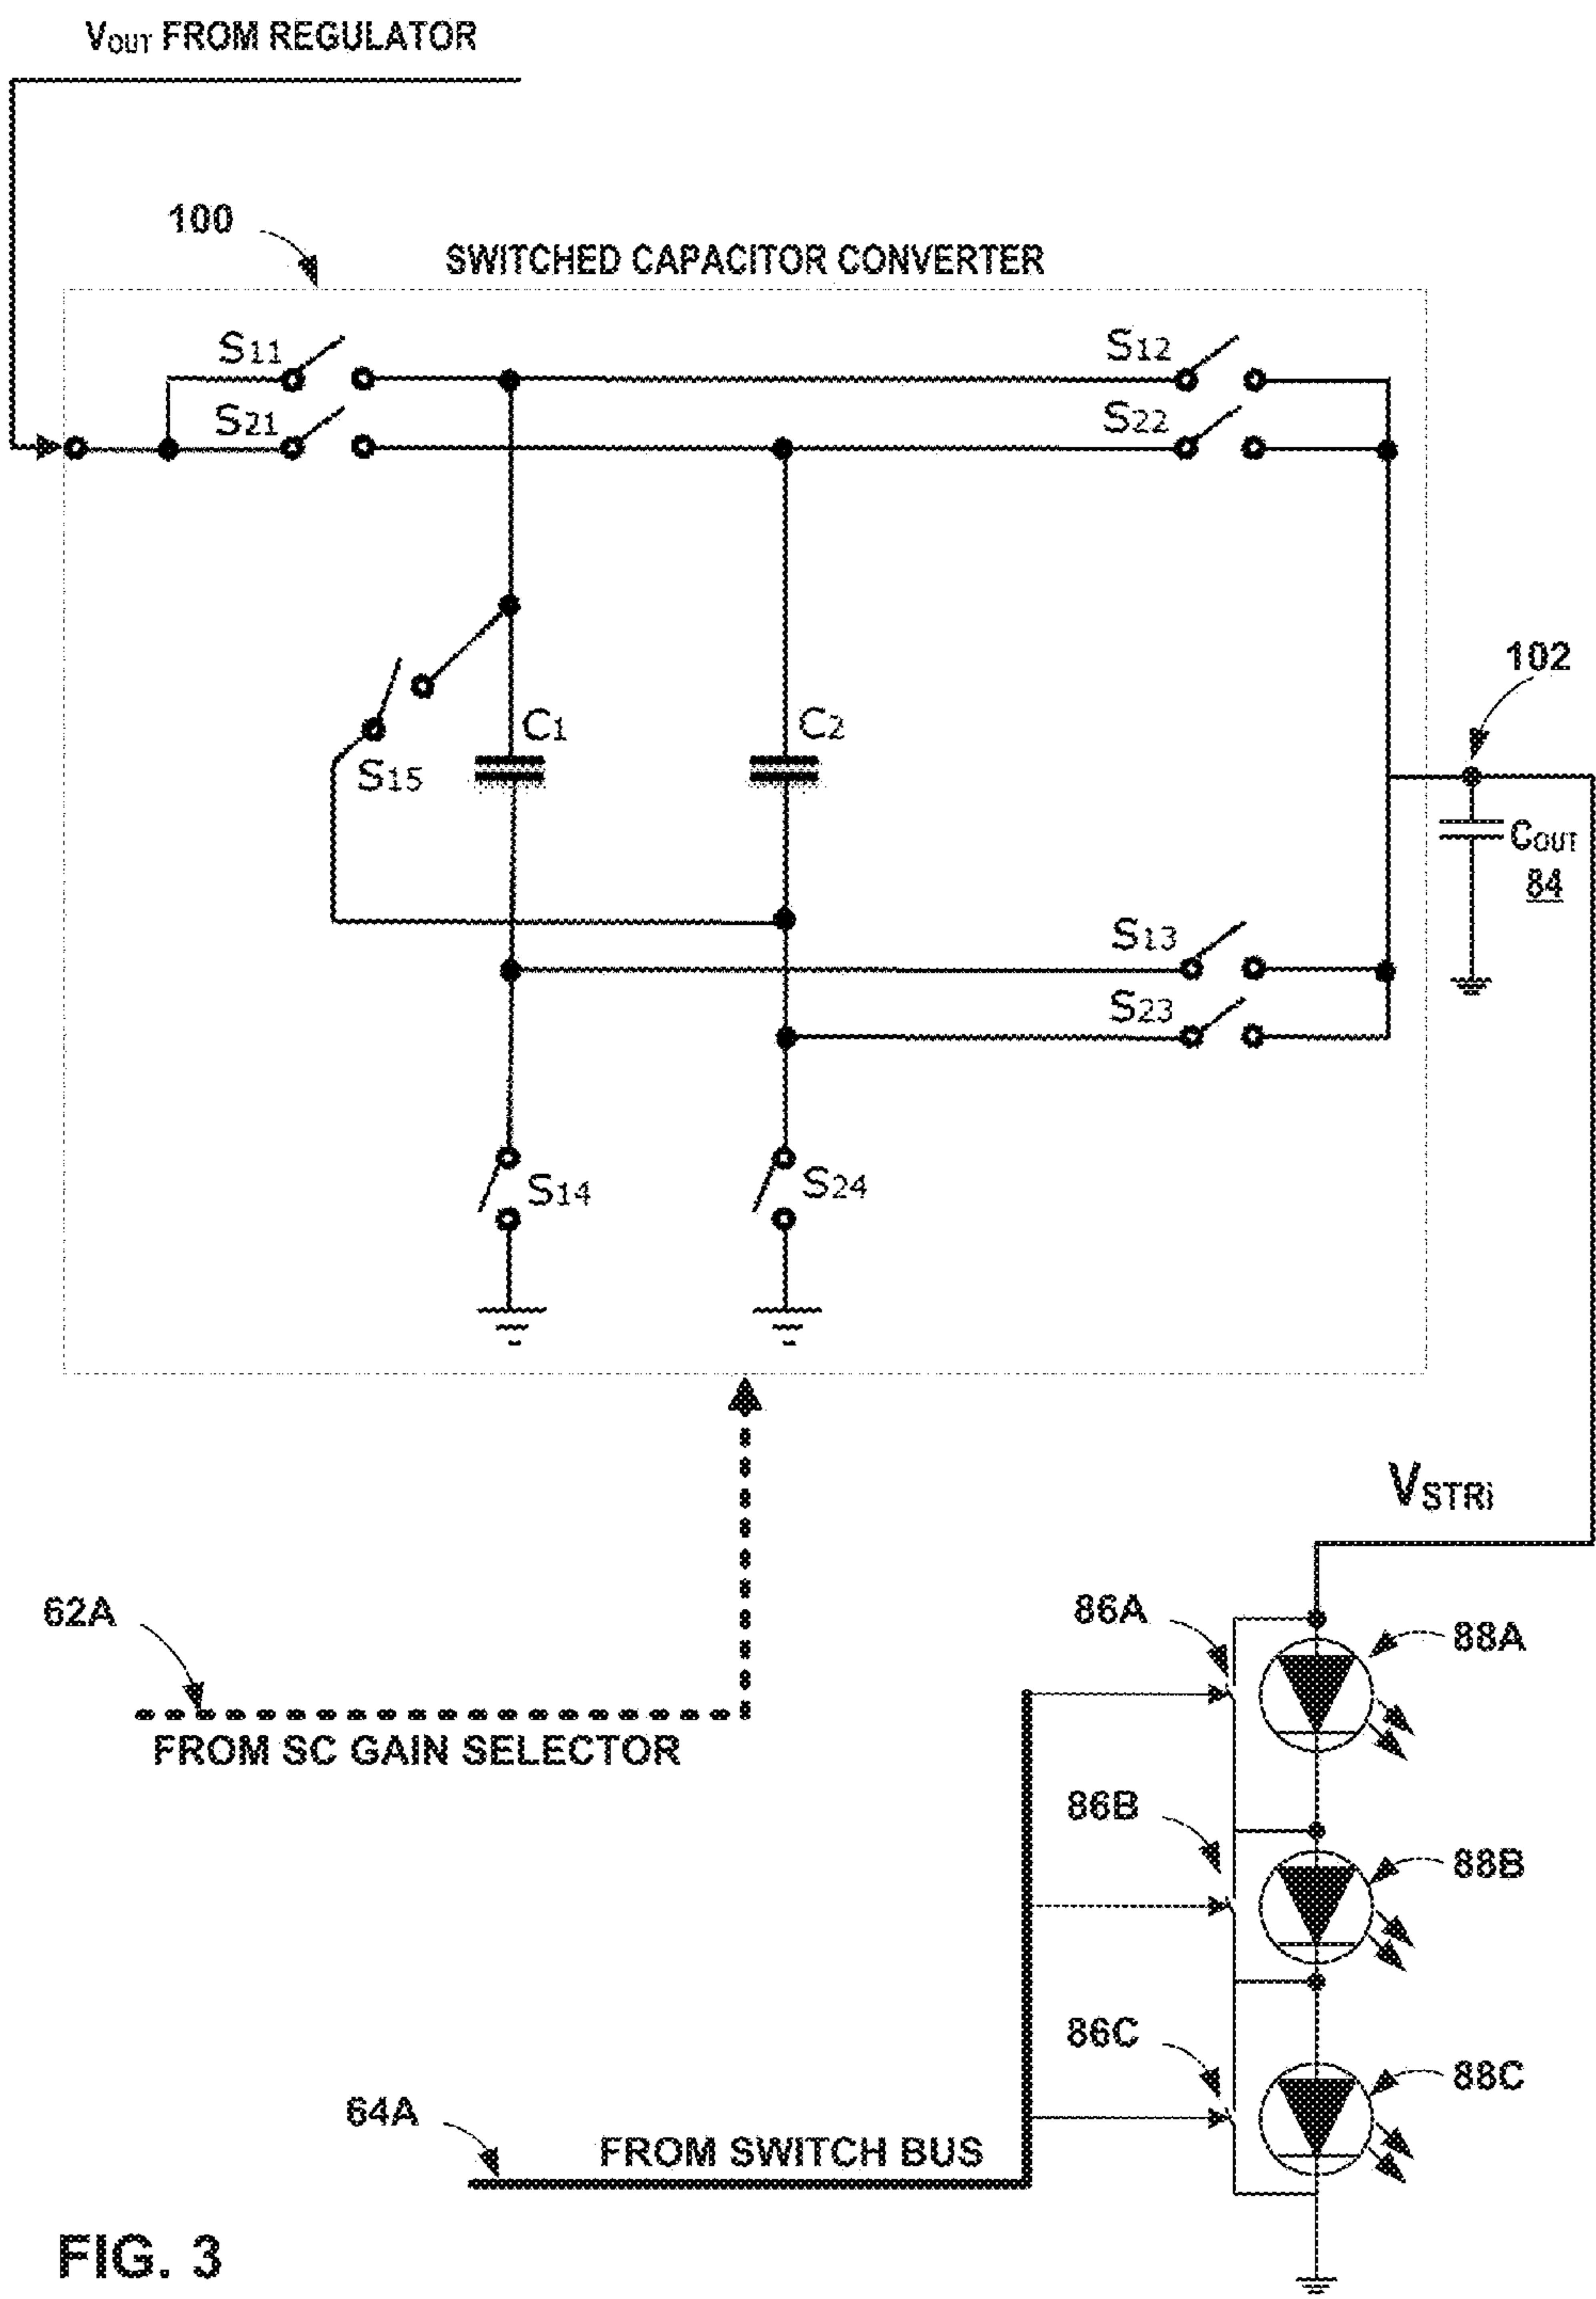 VOUT FROM REGULATOR
100
SWITCHED CAPACITOR CONVERTER
S11
S12
S21
S22
102
C1
C2
S15
COUT
84
S13
S23
S14
S24
VSTRi
62A
86A
88A
FROM SC GAIN SELECTOR
86B
88B
86C
88C
64A
FROM SWITCH BUS
FIG. 3